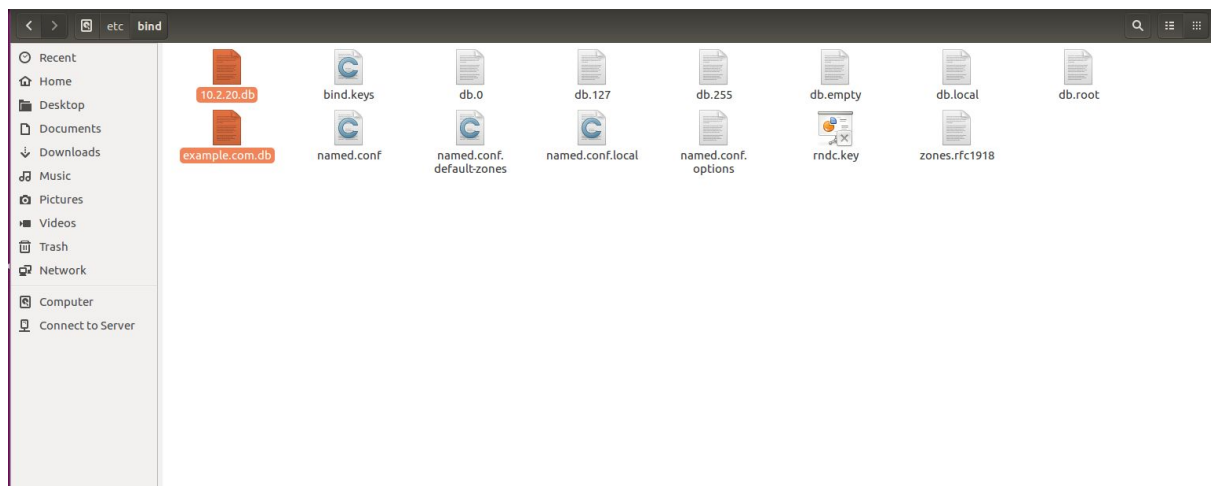 etc bind
Recent
Home
Desktop
Documents
Downloads
Music
Pictures
Videos
Trash
Network
Computer
Connect to Server
10.2.20.db bind.keys db.0 db.127 db.255 db.empty db.local db.root
example.com.db named.conf named.conf. named.conf.local named.conf. rndc.key zones.rfc1918
default-zones options